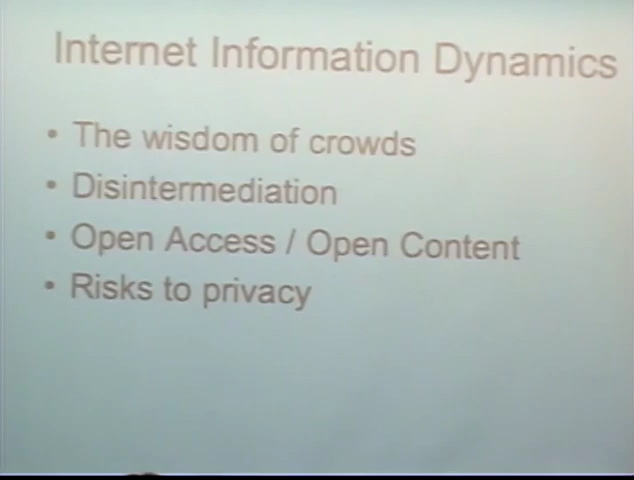 Internet Information Dynamics
• The wisdom of crowds
• Disintermediation
• Open Access / Open Content
• Risks to privacy